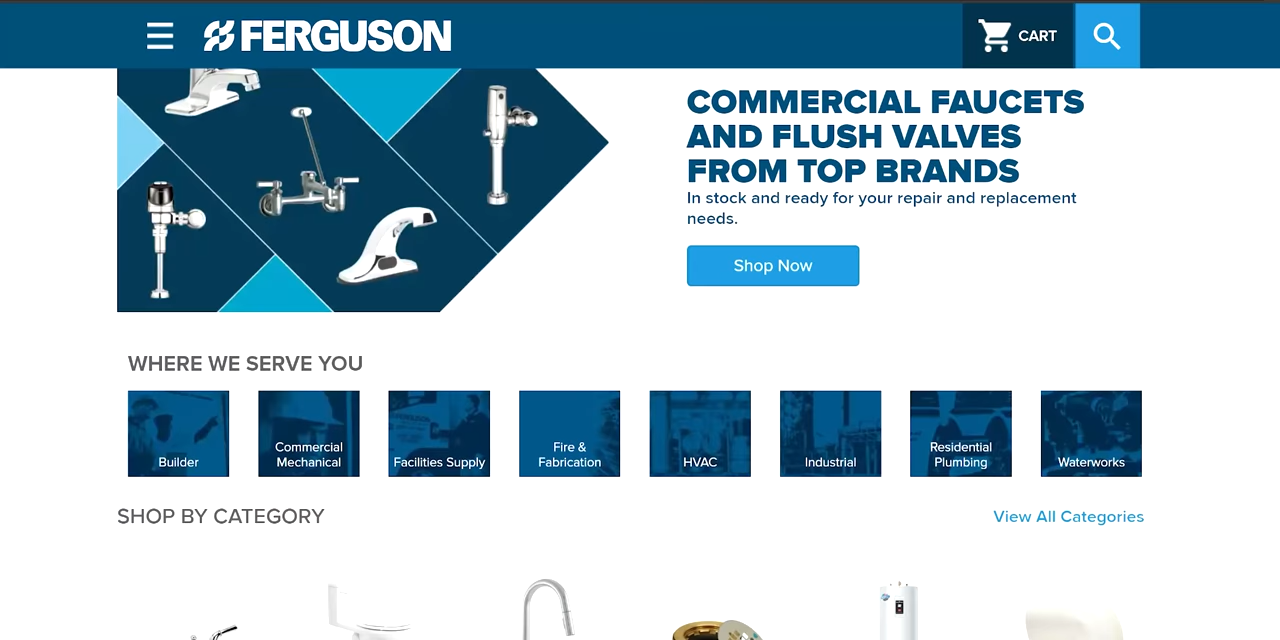 FERGUSON
CART
COMMERCIAL FAUCETS
AND FLUSH VALVES
FROM TOP BRANDS
In stock and ready for your repair and replacement
needs.
Shop Now
WHERE WE SERVE YOU
Builder
Commercial
Mechanical
Facilities Supply
Fire &
Fabrication
HVAC
Industrial
Residential
Plumbing
Waterworks
SHOP BY CATEGORY
View All Categories